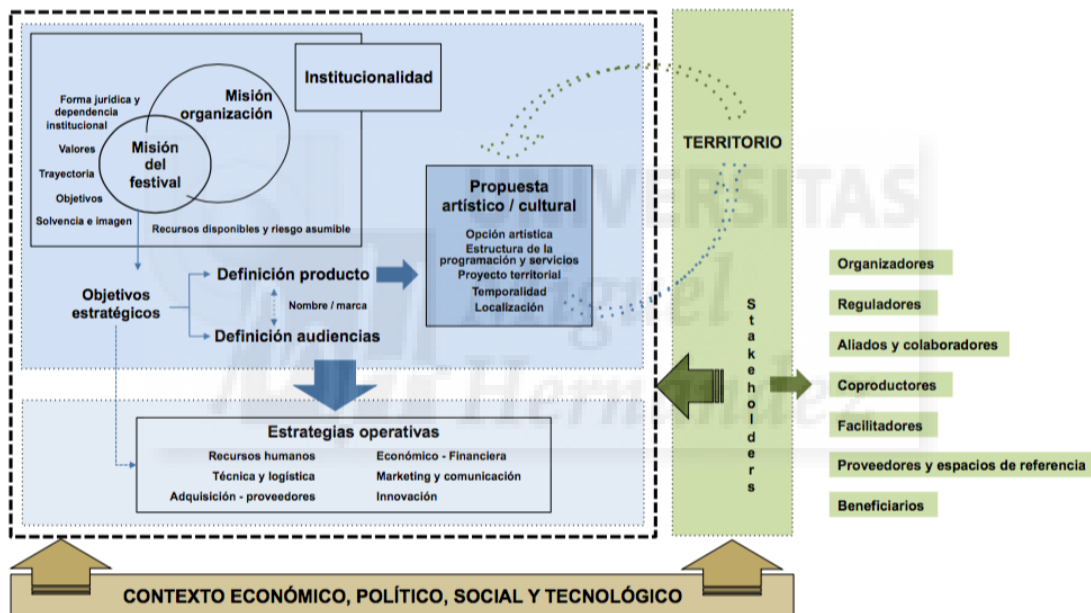 Institucionalidad
Misión
organización
Forma jurídica y
dependencia
institucional
Valores
Trayectoria
Objetivos
Solvencia e imagen
Misión
del
festival
Recursos disponibles y riesgo asumible
Objetivos
estratégicos
Definición producto
Nombre / marca
Definición audiencias
Propuesta
artístico / cultural
Opción artística
Estructura de la
programación y servicios
Proyecto territorial
Temporalidad
Localización
Estrategias operativas
Recursos humanos
Técnica y logística
Adquisición - proveedores
Económico - Financiera
Marketing y comunicación
Innovación
TERRITORIO
Stakeholders
Organizadores
Reguladores
Aliados y colaboradores
Coproductores
Facilitadores
Proveedores y espacios de referencia
Beneficiarios
CONTEXTO ECONÓMICO, POLÍTICO, SOCIAL Y TECNOLÓGICO
UNIVERSITAS
Miguel
Hernández